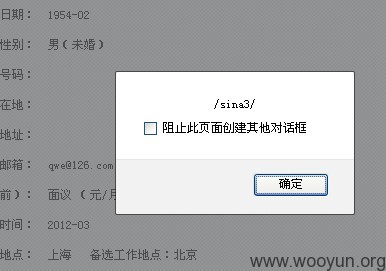 日期： 1954-02
性别： 男（未婚）
号码：
在地：
地址：
邮箱： qwe@126.com
前）： 面议 （元/月
时间： 2012-03
地点： 上海 备选工作地点：北京
/sina3/
阻止此页面创建其他对话框
确定
www.wooyun.org